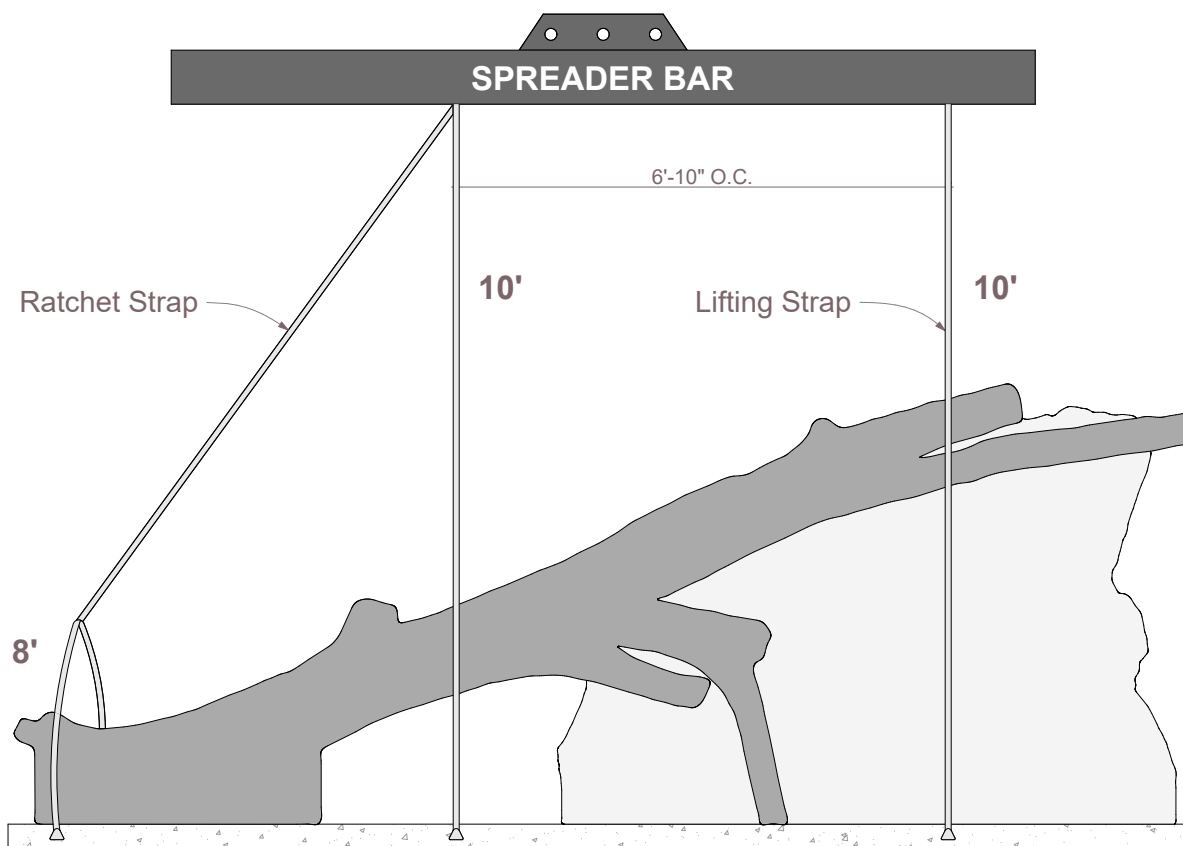 SPREADER BAR
6'-10" O.C.
10'
10'
Ratchet Strap
Lifting Strap
8'